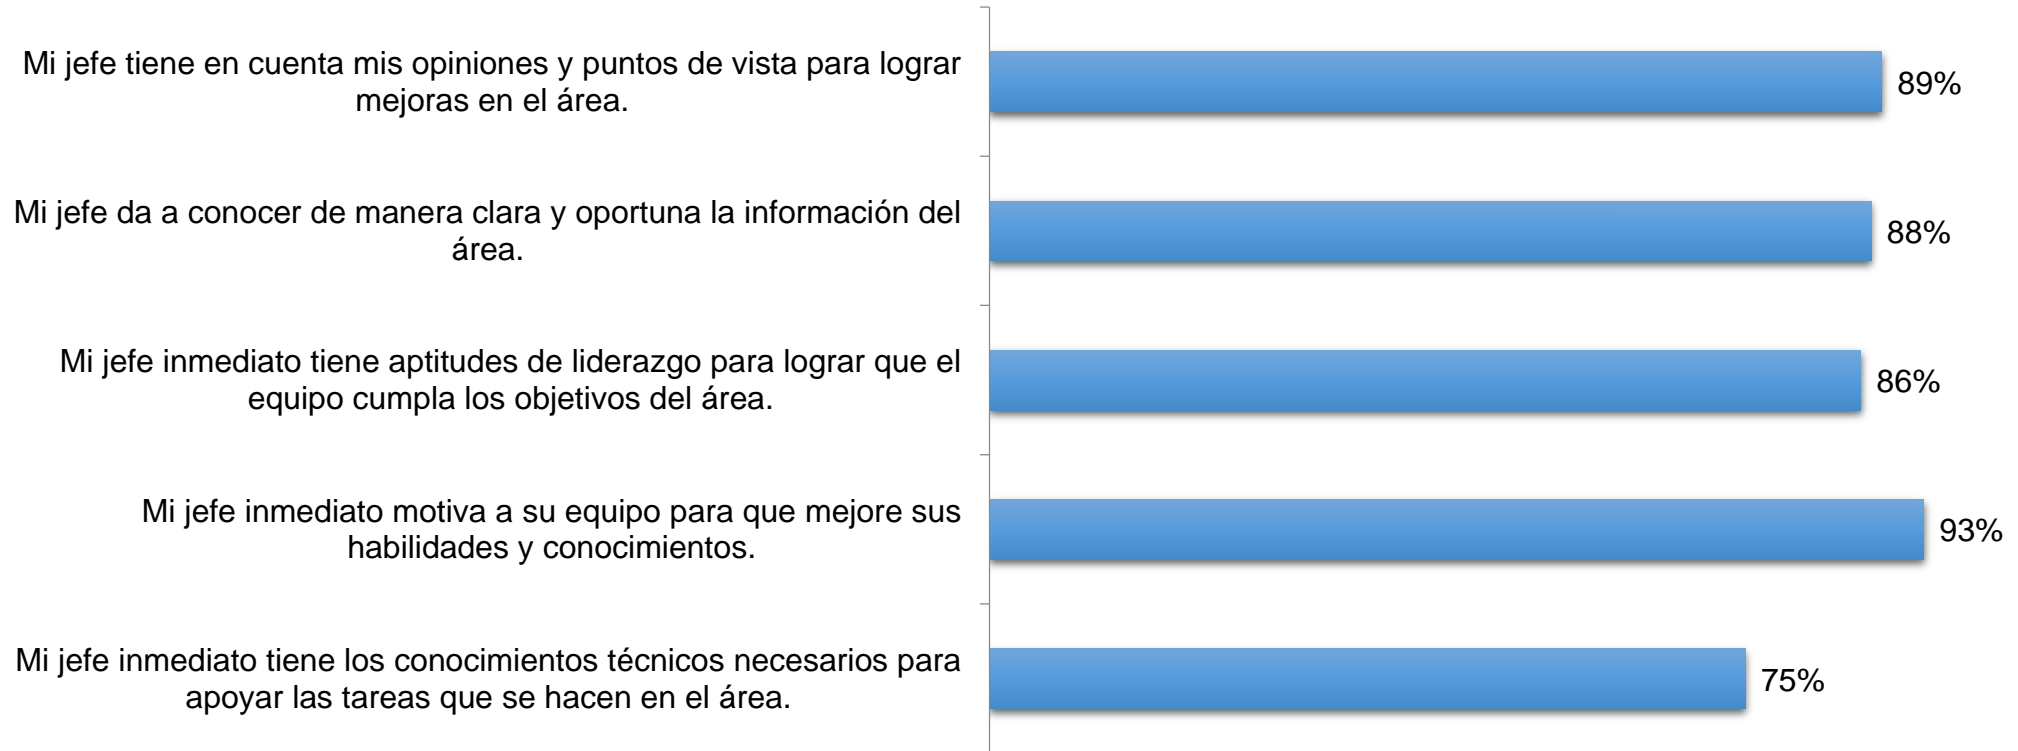 Mi jefe tiene en cuenta mis opiniones y puntos de vista para lograr
mejoras en el área.
89%
Mi jefe da a conocer de manera clara y oportuna la información del
área.
88%
Mi jefe inmediato tiene aptitudes de liderazgo para lograr que el
equipo cumpla los objetivos del área.
86%
Mi jefe inmediato motiva a su equipo para que mejore sus
habilidades y conocimientos.
93%
Mi jefe inmediato tiene los conocimientos técnicos necesarios para
apoyar las tareas que se hacen en el área.
75%